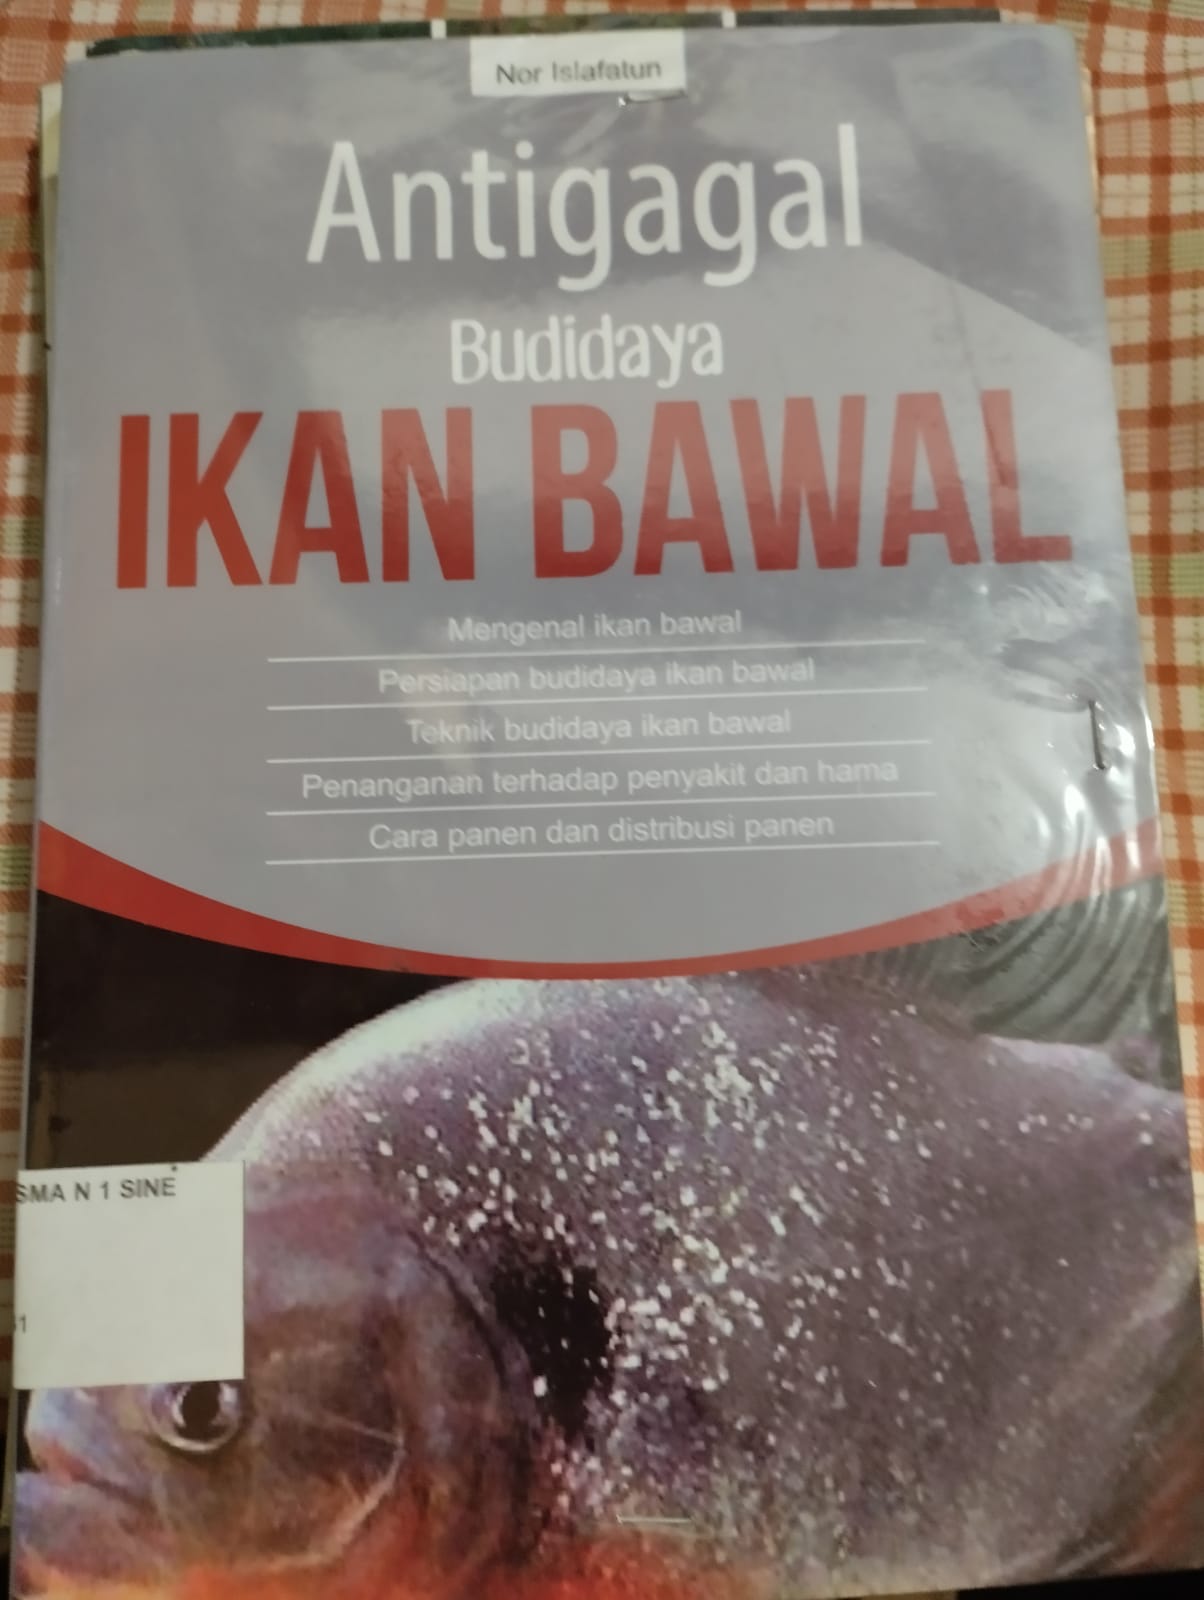 Nor Islafatun
Antigagal
Budidaya
IKAN BAWAL
Mengenal ikan bawal
Persiapan budidaya ikan bawal
Teknik budidaya ikan bawal
Penanganan terhadap penyakit dan hama
Cara panen dan distribusi panen
SMA N 1 SINE